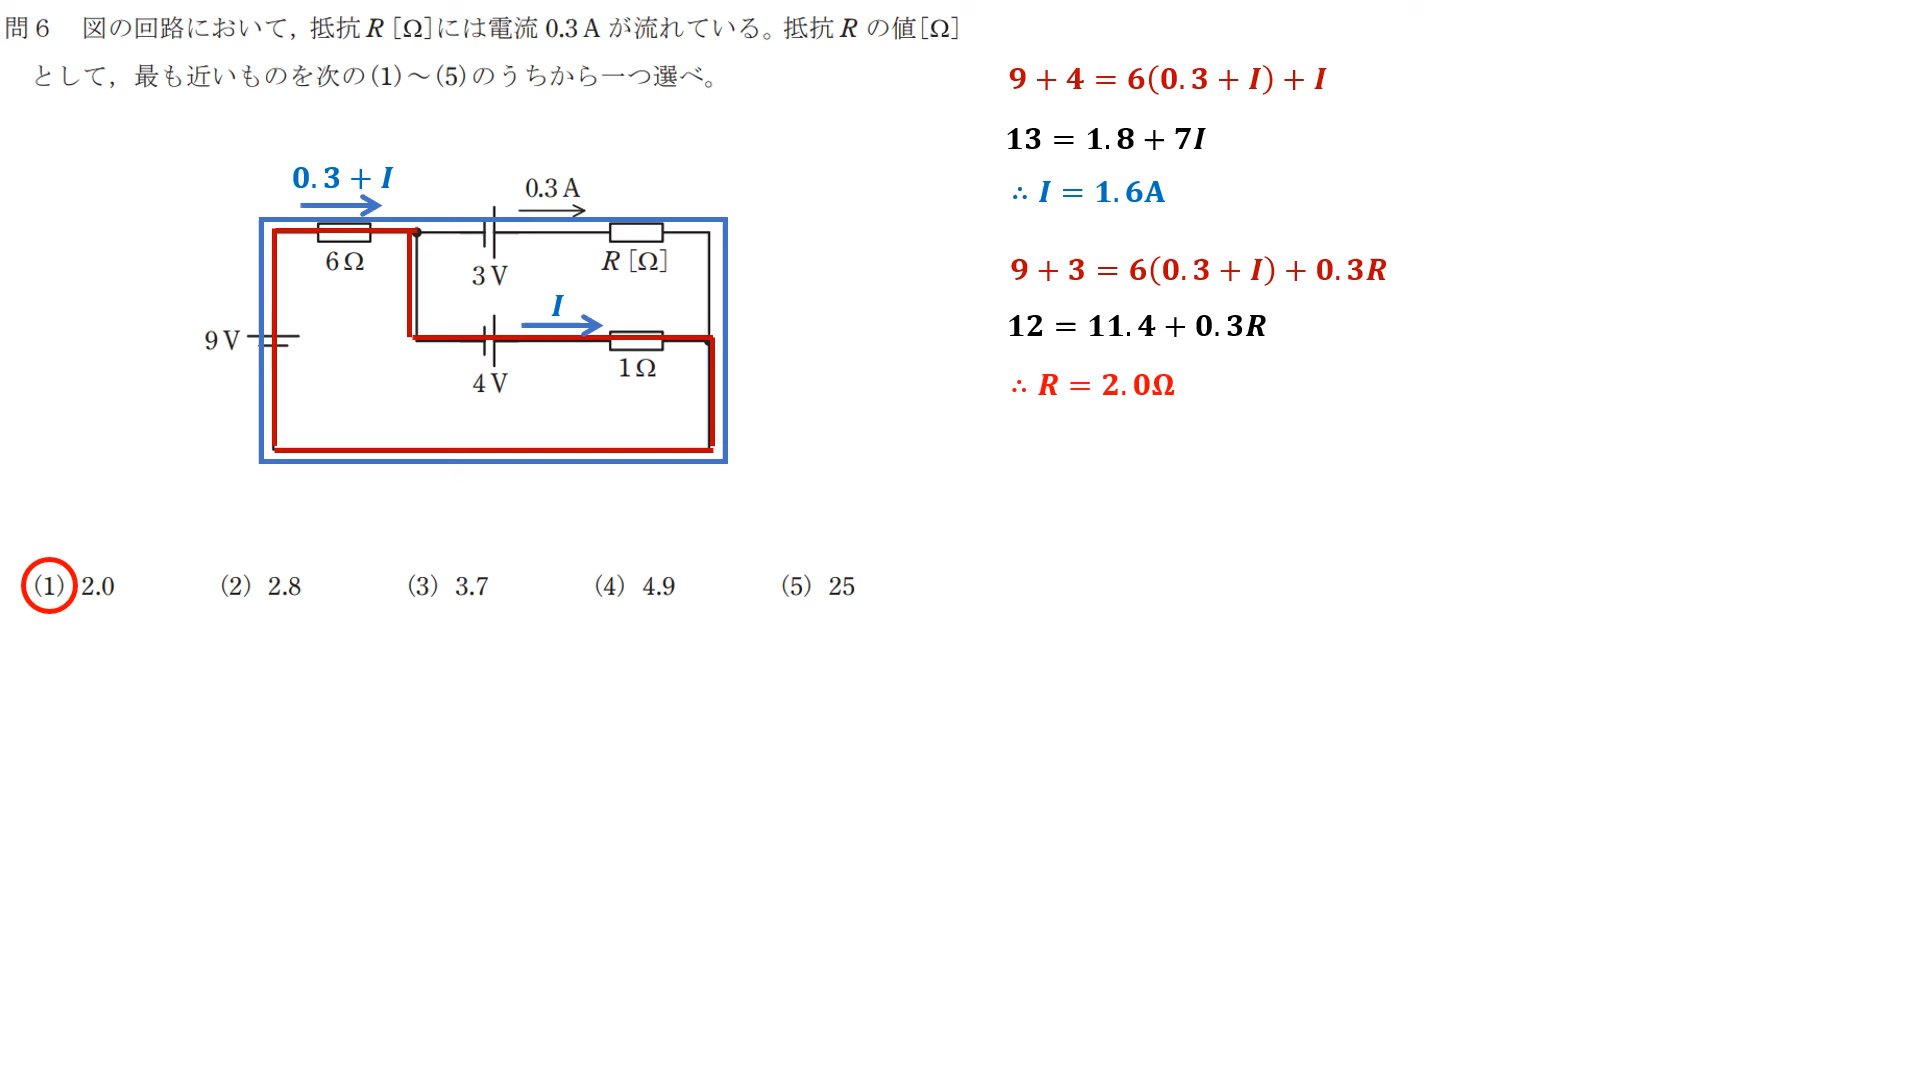 問６　図の回路において，抵抗 R [Ω]には電流 0.3 A が流れている。抵抗 R の値[Ω]
として，最も近いものを次の(1)～(5)のうちから一つ選べ。
9 + 4 = 6(0.3 + I) + I
13 = 1.8 + 7I
∴ I = 1.6A
9 + 3 = 6(0.3 + I) + 0.3R
12 = 11.4 + 0.3R
∴ R = 2.0Ω
0.3 + I
0.3 A
6 Ω
3 V
R [Ω]
I
9 V
4 V
1 Ω
(1) 2.0　(2) 2.8　(3) 3.7　(4) 4.9　(5) 25